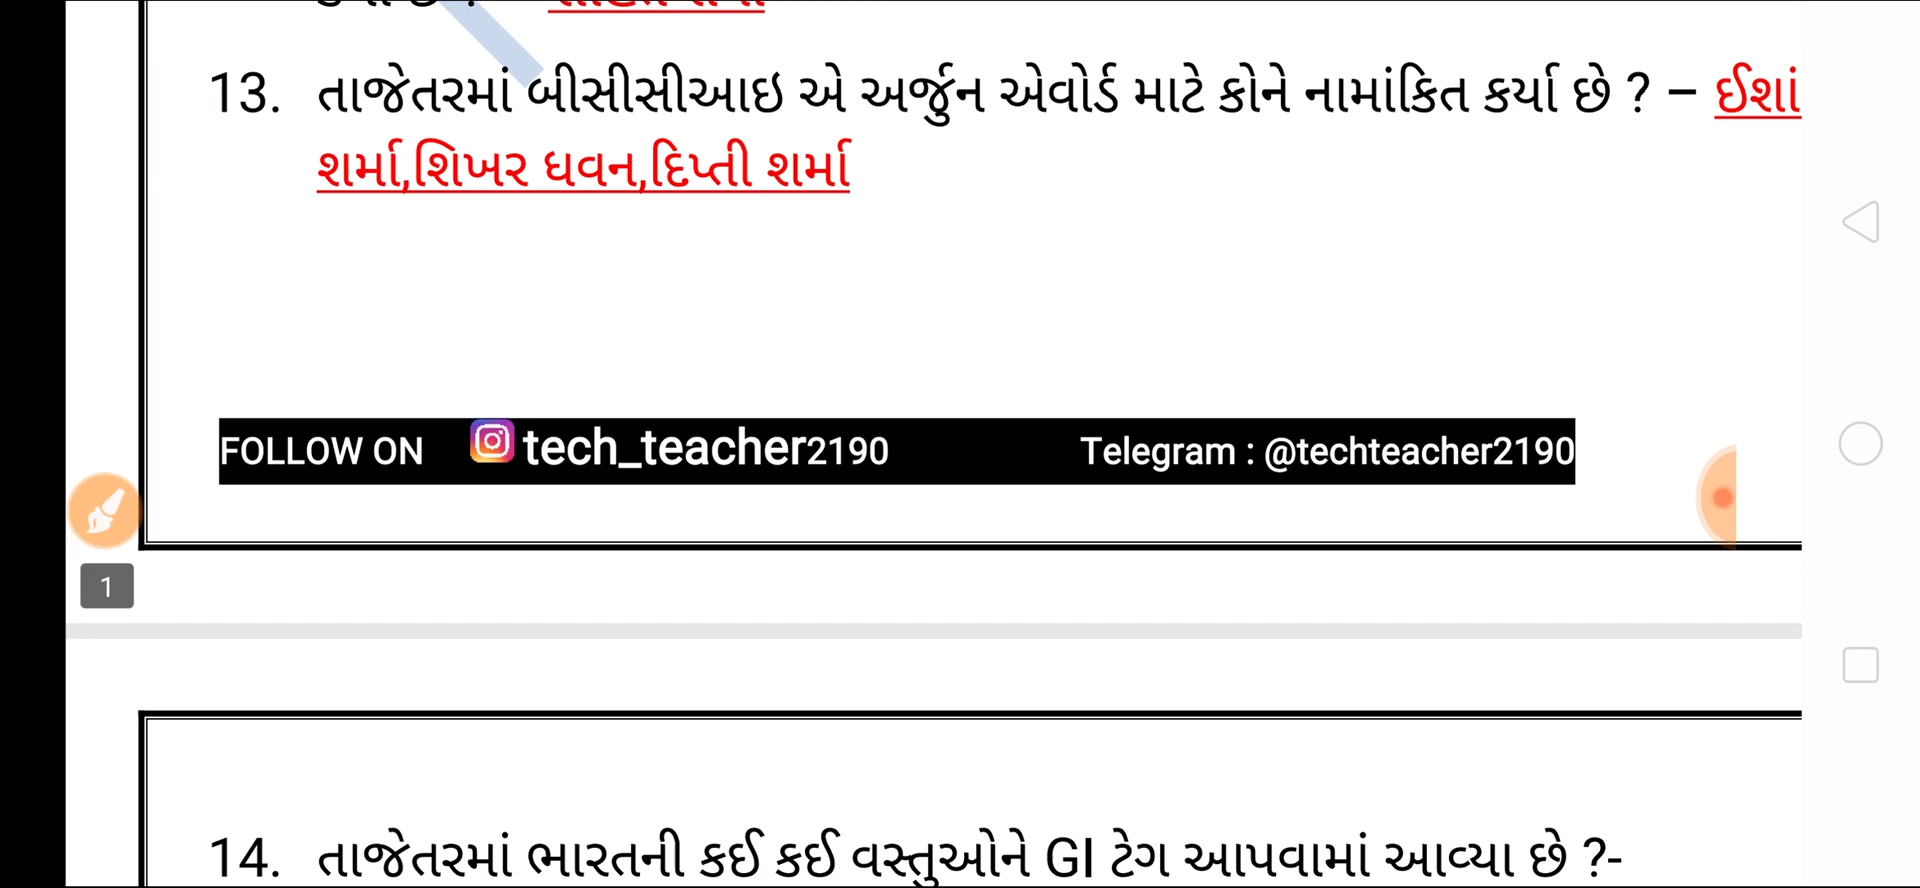 13. તાજેતરમાં બીસીસીઆઇ એ અર્જુન એવોર્ડ માટે કોને નામાંકિત કર્યા છે ? – ઈશાં
શર્મા,શિખર ધવન,દિપ્તી શર્મા
FOLLOW ON tech_teacher2190 Telegram : @techteacher2190
1
14. તાજેતરમાં ભારતની કઈ કઈ વસ્તુઓને GI ટેગ આપવામાં આવ્યા છે ?-